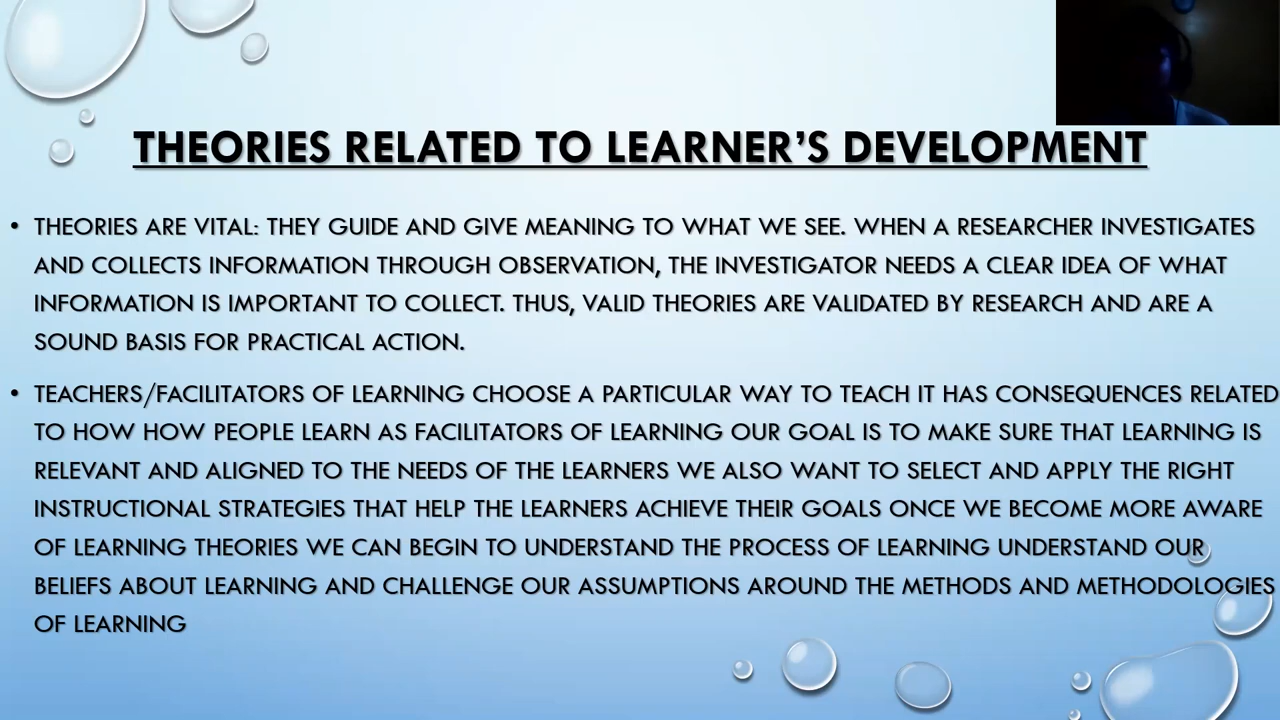 THEORIES RELATED TO LEARNER’S DEVELOPMENT
• THEORIES ARE VITAL: THEY GUIDE AND GIVE MEANING TO WHAT WE SEE. WHEN A RESEARCHER INVESTIGATES
AND COLLECTS INFORMATION THROUGH OBSERVATION, THE INVESTIGATOR NEEDS A CLEAR IDEA OF WHAT
INFORMATION IS IMPORTANT TO COLLECT. THUS, VALID THEORIES ARE VALIDATED BY RESEARCH AND ARE A
SOUND BASIS FOR PRACTICAL ACTION.
• TEACHERS/FACILITATORS OF LEARNING CHOOSE A PARTICULAR WAY TO TEACH IT HAS CONSEQUENCES RELATED
TO HOW HOW PEOPLE LEARN AS FACILITATORS OF LEARNING OUR GOAL IS TO MAKE SURE THAT LEARNING IS
RELEVANT AND ALIGNED TO THE NEEDS OF THE LEARNERS WE ALSO WANT TO SELECT AND APPLY THE RIGHT
INSTRUCTIONAL STRATEGIES THAT HELP THE LEARNERS ACHIEVE THEIR GOALS ONCE WE BECOME MORE AWARE
OF LEARNING THEORIES WE CAN BEGIN TO UNDERSTAND THE PROCESS OF LEARNING UNDERSTAND OUR
BELIEFS ABOUT LEARNING AND CHALLENGE OUR ASSUMPTIONS AROUND THE METHODS AND METHODOLOGIES
OF LEARNING